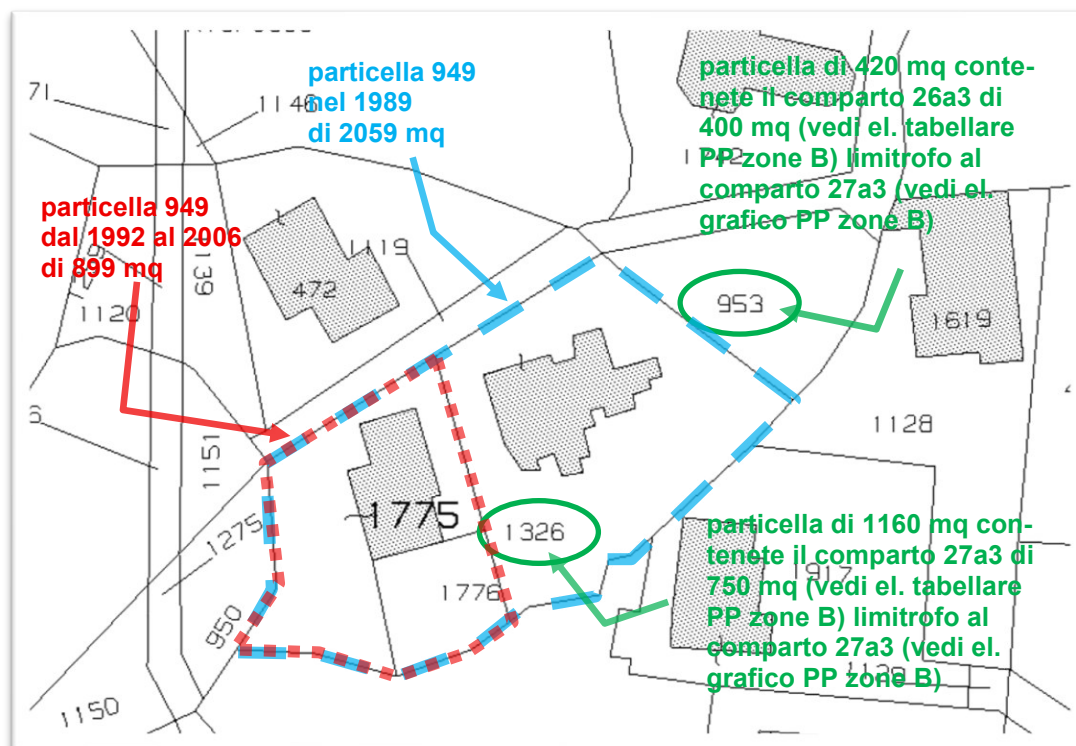 particella 949
nel 1989
di 2059 mq
particella di 420 mq conte-
nete il comparto 26a3 di
400 mq (vedi el. tabellare
PP zone B) limitrofo al
comparto 27a3 (vedi el.
grafico PP zone B)
particella 949
dal 1992 al 2006
di 899 mq
71
1146
1742
1139
1119
472
1120
953
1619
1128
1151
1775
1275
1326
1776
950
particella di 1160 mq con-
tenete il comparto 27a3 di
750 mq (vedi el. tabellare
PP zone B) limitrofo al
comparto 27a3 (vedi el.
grafico PP zone B)
1917
1129
1150